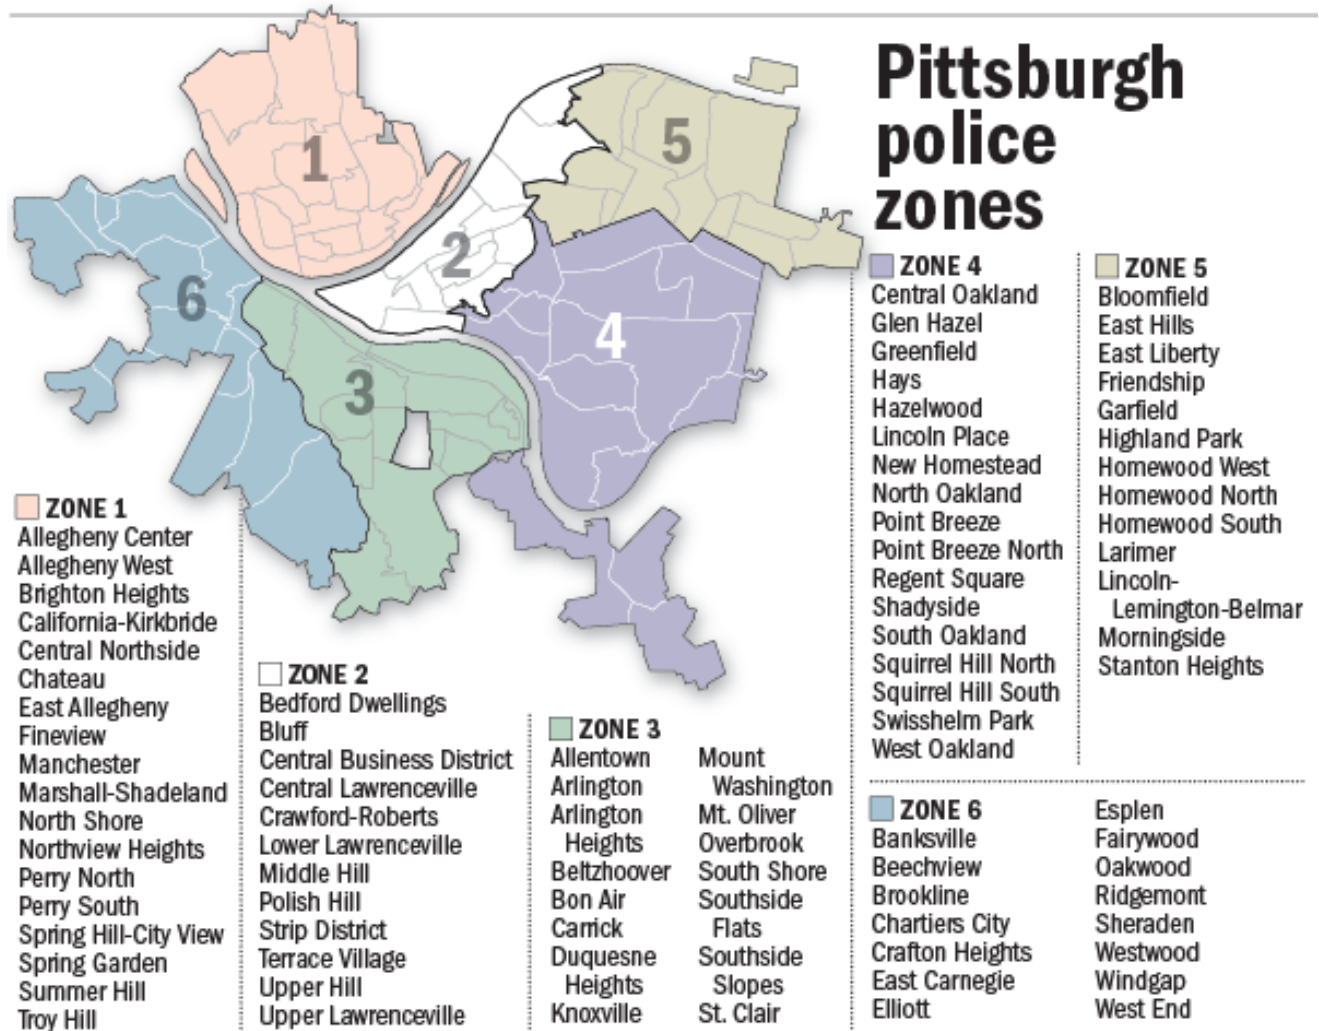 Pittsburgh
police
zones
1
2
3
4
5
6
ZONE 1
Allegheny Center
Allegheny West
Brighton Heights
California-Kirkbride
Central Northside
Chateau
East Allegheny
Fineview
Manchester
Marshall-Shadeland
North Shore
Northview Heights
Perry North
Perry South
Spring Hill-City View
Spring Garden
Summer Hill
Troy Hill
ZONE 2
Bedford Dwellings
Bluff
Central Business District
Central Lawrenceville
Crawford-Roberts
Lower Lawrenceville
Middle Hill
Polish Hill
Strip District
Terrace Village
Upper Hill
Upper Lawrenceville
ZONE 3
Allentown
Arlington
Arlington
Heights
Beltzhoover
Bon Air
Carrick
Duquesne
Heights
Knoxville
Mount
Washington
Mt. Oliver
Overbrook
South Shore
Southside
Flats
Southside
Slopes
St. Clair
ZONE 4
Central Oakland
Glen Hazel
Greenfield
Hays
Hazelwood
Lincoln Place
New Homestead
North Oakland
Point Breeze
Point Breeze North
Regent Square
Shadyside
South Oakland
Squirrel Hill North
Squirrel Hill South
Swisshelm Park
West Oakland
ZONE 5
Bloomfield
East Hills
East Liberty
Friendship
Garfield
Highland Park
Homewood West
Homewood North
Homewood South
Larimer
Lincoln-
Lemington-Belmar
Morningside
Stanton Heights
ZONE 6
Banksville
Beechview
Brookline
Chartiers City
Crafton Heights
East Carnegie
Elliott
Esplen
Fairywood
Oakwood
Ridgemont
Sheraden
Westwood
Windgap
West End